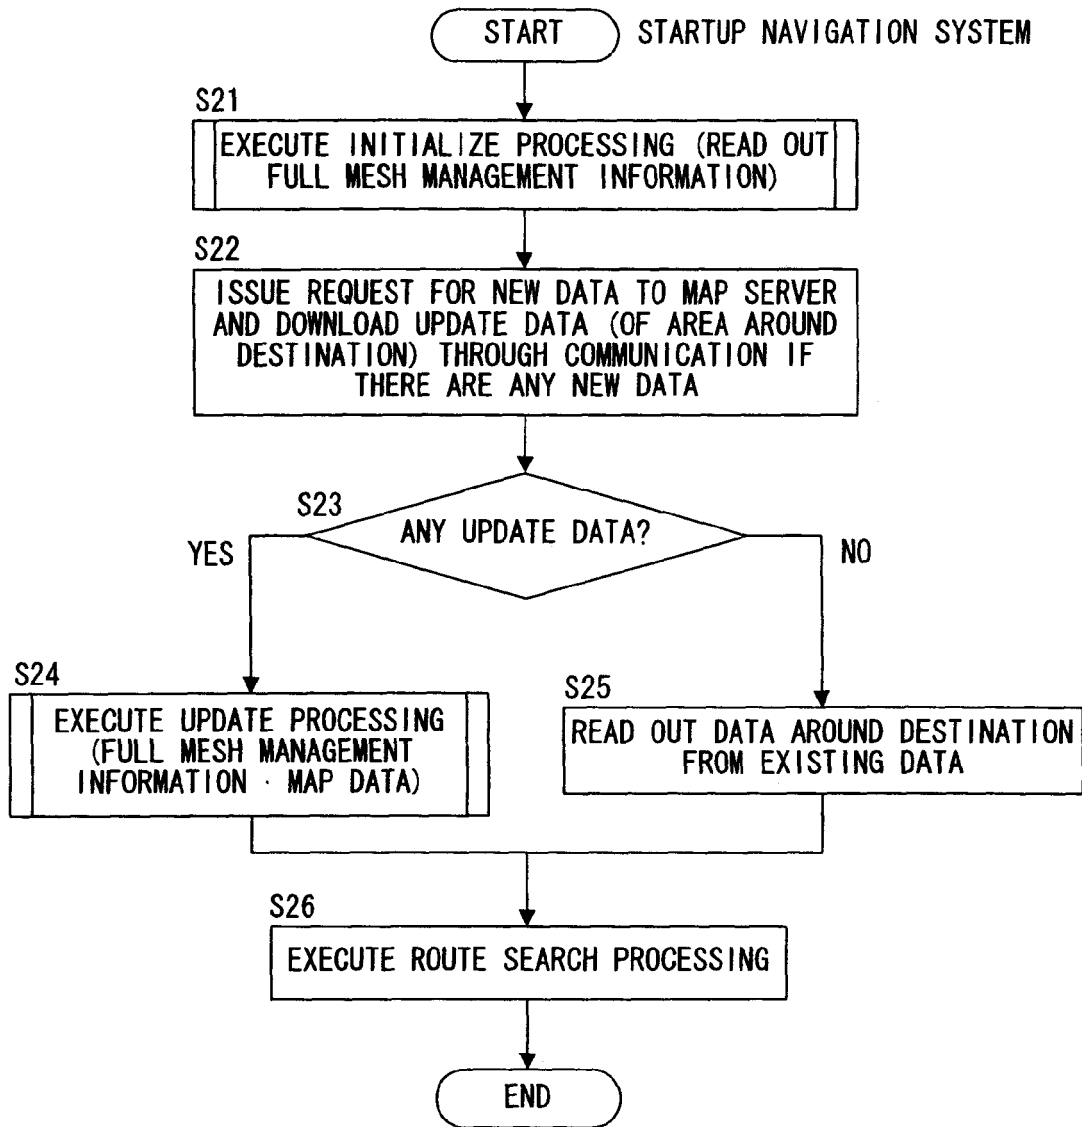 START
STARTUP NAVIGATION SYSTEM
S21
EXECUTE INITIALIZE PROCESSING (READ OUT
FULL MESH MANAGEMENT INFORMATION)
S22
ISSUE REQUEST FOR NEW DATA TO MAP SERVER
AND DOWNLOAD UPDATE DATA (OF AREA AROUND
DESTINATION) THROUGH COMMUNICATION IF
THERE ARE ANY NEW DATA
S23
ANY UPDATE DATA?
YES
NO
S24
EXECUTE UPDATE PROCESSING
(FULL MESH MANAGEMENT
INFORMATION · MAP DATA)
S25
READ OUT DATA AROUND DESTINATION
FROM EXISTING DATA
S26
EXECUTE ROUTE SEARCH PROCESSING
END